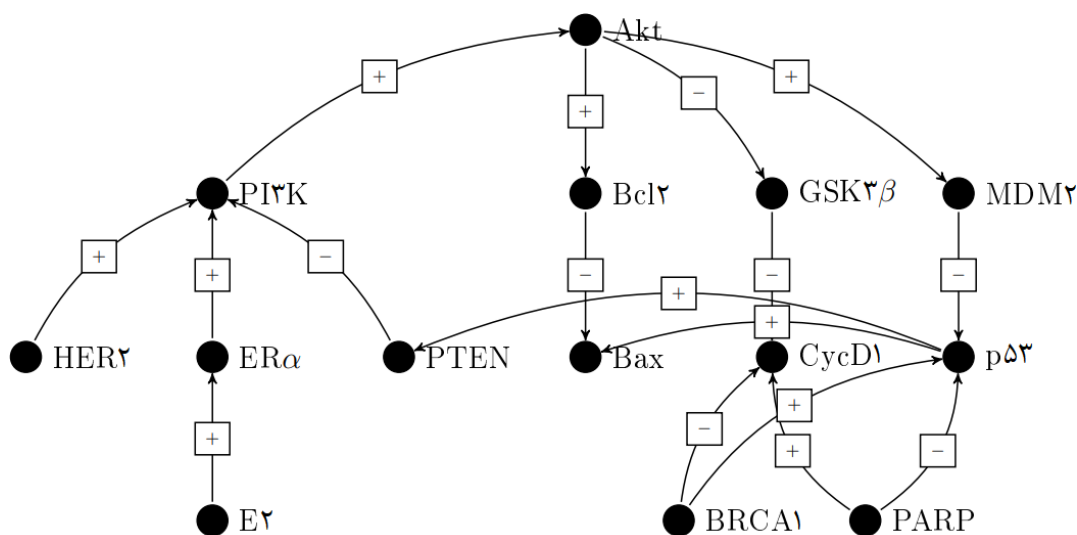 Akt
+
+
−
+
PI۳K
Bcl۲
GSK۳β
MDM۲
+
+
−
−
−
−
+
+
HER۲
ERα
PTEN
Bax
CycD۱
p۵۳
+
−
+
+
−
E۲
BRCA۱
PARP